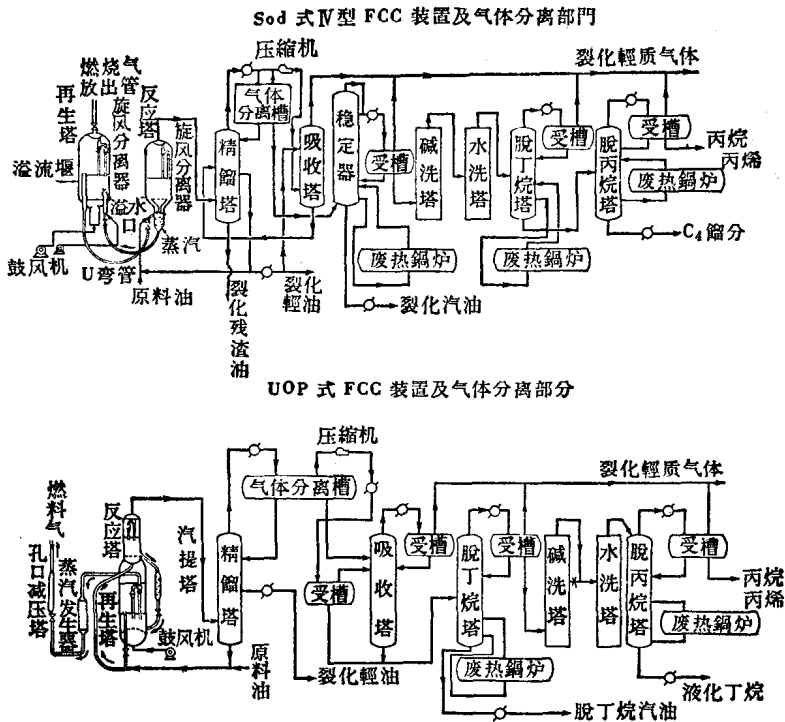 Sod 式Ⅳ型 FCC 装置及气体分离部門
压縮机
裂化輕质气体
燃烧气
放出管
再生塔
旋风分离器
反应塔
旋风分离器
精餾塔
气体
分离槽
吸收塔
稳定器
受槽
碱洗塔
水洗塔
脫丁烷塔
受槽
脫丙烷塔
受槽
丙烷
丙烯
废热鍋炉
C₄餾分
溢流堰
溢水
口
蒸汽
鼓风机
U弯管
原料油
裂化残渣油
裂化
輕油
废热鍋炉
裂化汽油
废热鍋炉
UOP 式 FCC 装置及气体分离部分
压縮机
裂化輕质气体
气体分离槽
燃料气
孔口减压塔
蒸汽发生器
反应塔
再生塔
汽提塔
鼓风机
精餾塔
原料
油
受槽
吸收塔
受槽
脫丁烷塔
受槽
碱洗塔
水洗塔
脫丙烷塔
受槽
丙烷
丙烯
废热鍋炉
废热鍋炉
裂化輕油
液化丁烷
脫丁烷汽油